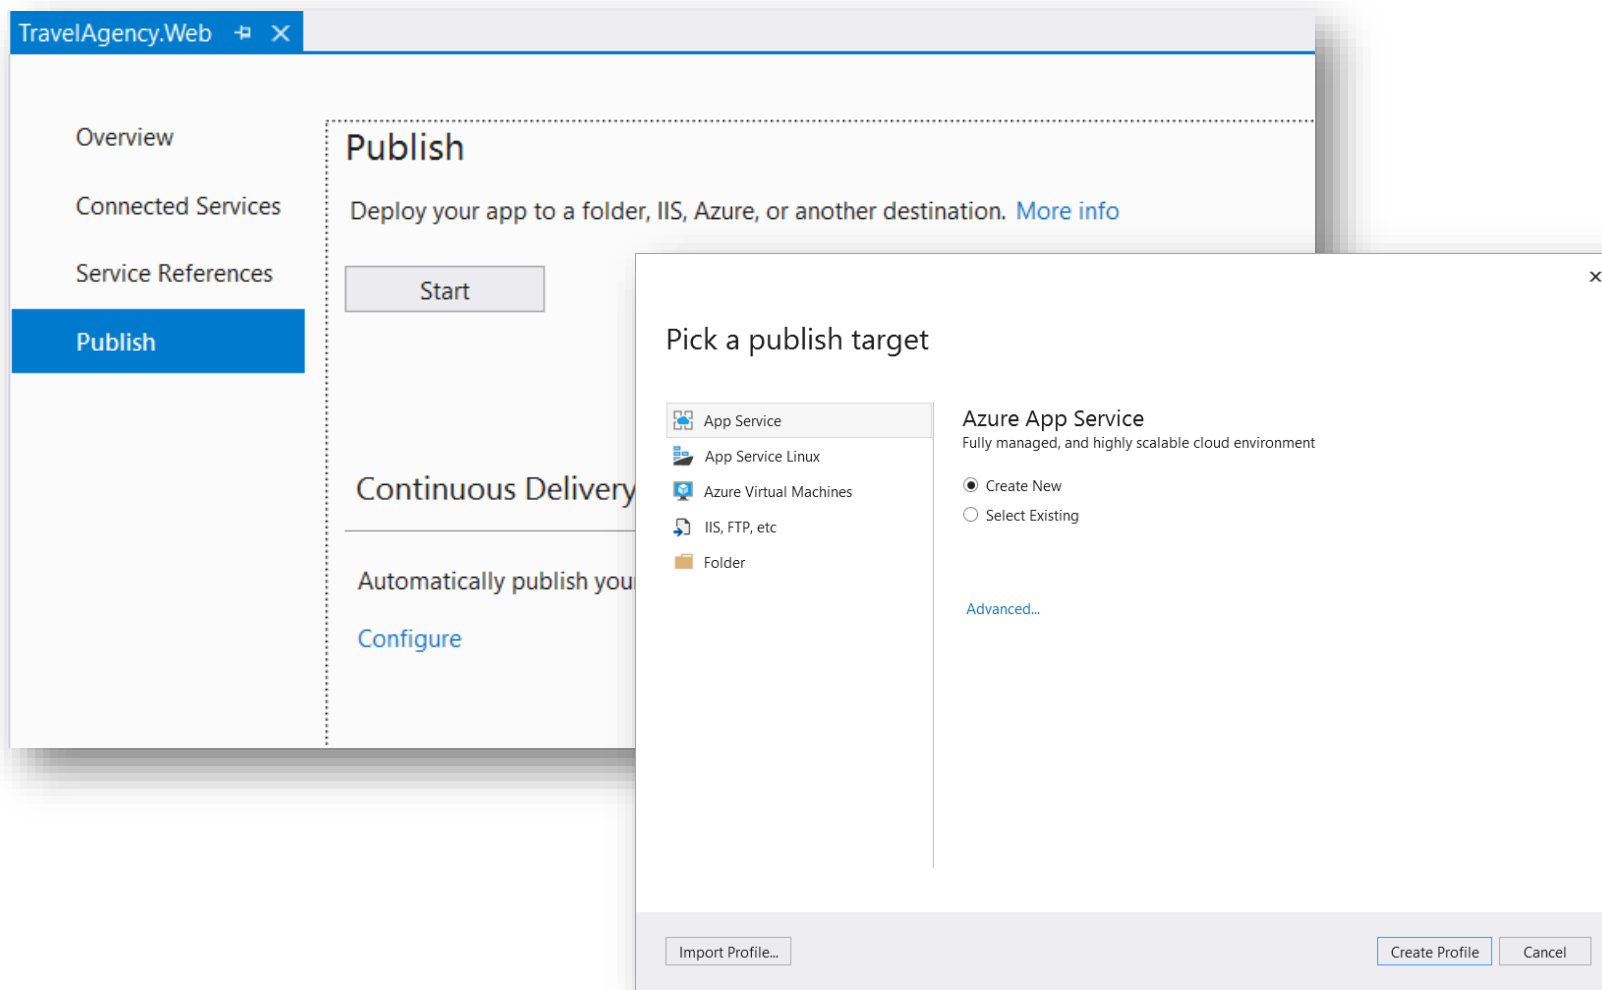 TravelAgency.Web
Overview
Connected Services
Service References
Publish
Publish
Deploy your app to a folder, IIS, Azure, or another destination. More info
Start
Continuous Delivery
Automatically publish you
Configure
Pick a publish target
App Service
App Service Linux
Azure Virtual Machines
IIS, FTP, etc
Folder
Azure App Service
Fully managed, and highly scalable cloud environment
Create New
Select Existing
Advanced...
Import Profile...
Create Profile
Cancel